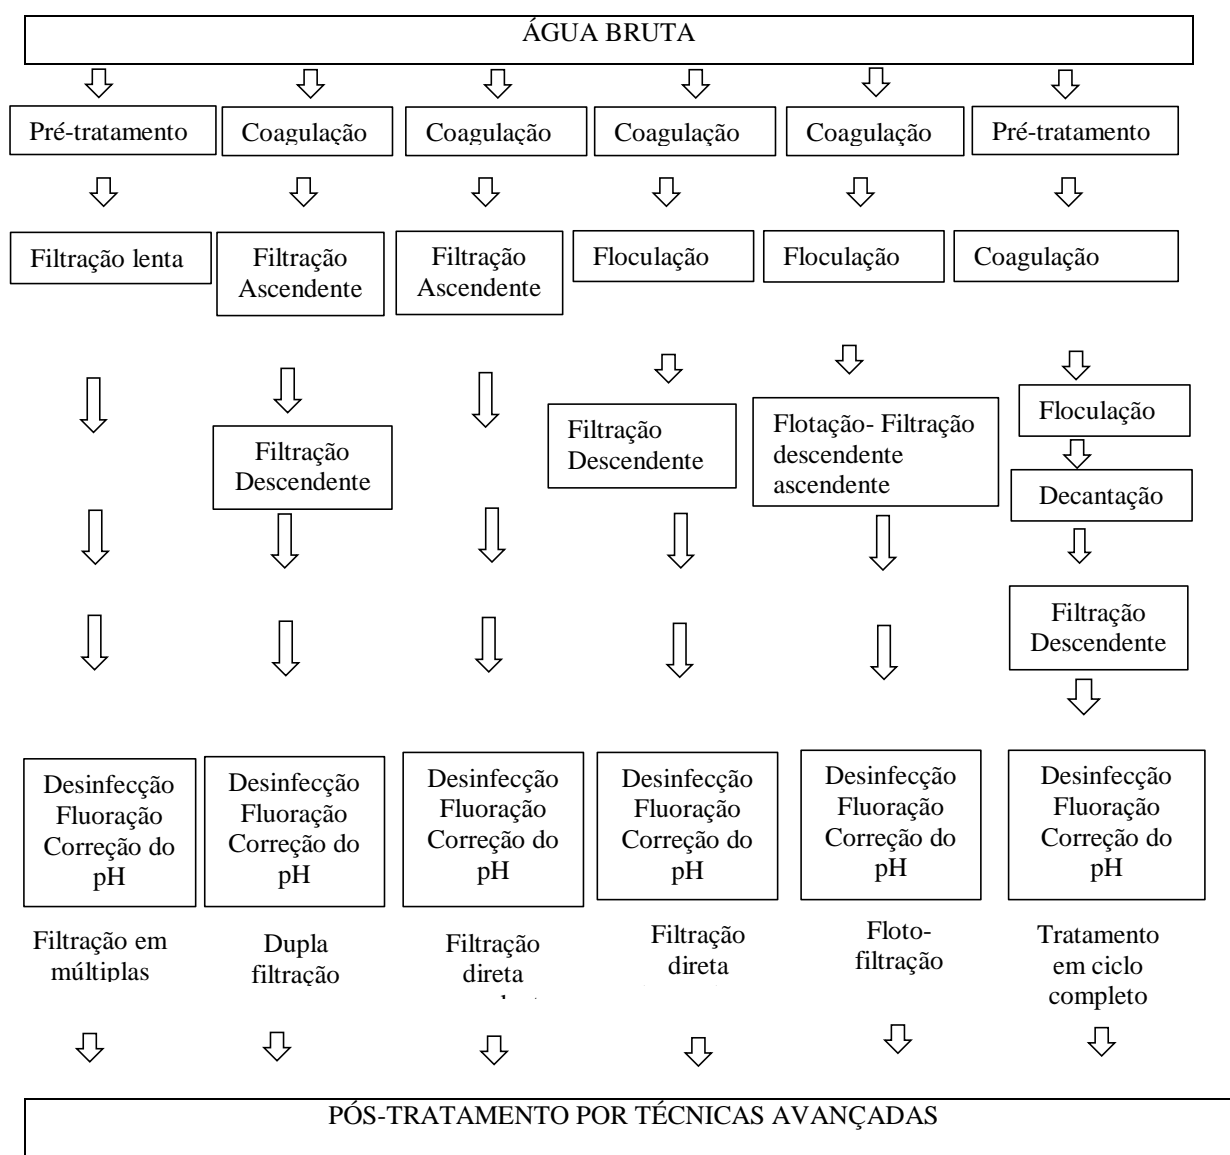 ÁGUA BRUTA
Pré-tratamento
Coagulação
Coagulação
Coagulação
Coagulação
Pré-tratamento
Filtração lenta
Filtração
Ascendente
Filtração
Ascendente
Floculação
Floculação
Coagulação
Filtração
Descendente
Filtração
Descendente
Flotação- Filtração
descendente
ascendente
Floculação
Decantação
Filtração
Descendente
Desinfecção
Fluoração
Correção do
pH
Desinfecção
Fluoração
Correção do
pH
Desinfecção
Fluoração
Correção do
pH
Desinfecção
Fluoração
Correção do
pH
Desinfecção
Fluoração
Correção do
pH
Desinfecção
Fluoração
Correção do
pH
Filtração em
múltiplas
Dupla
filtração
Filtração
direta
Filtração
direta
Floto-
filtração
Tratamento
em ciclo
completo
PÓS-TRATAMENTO POR TÉCNICAS AVANÇADAS